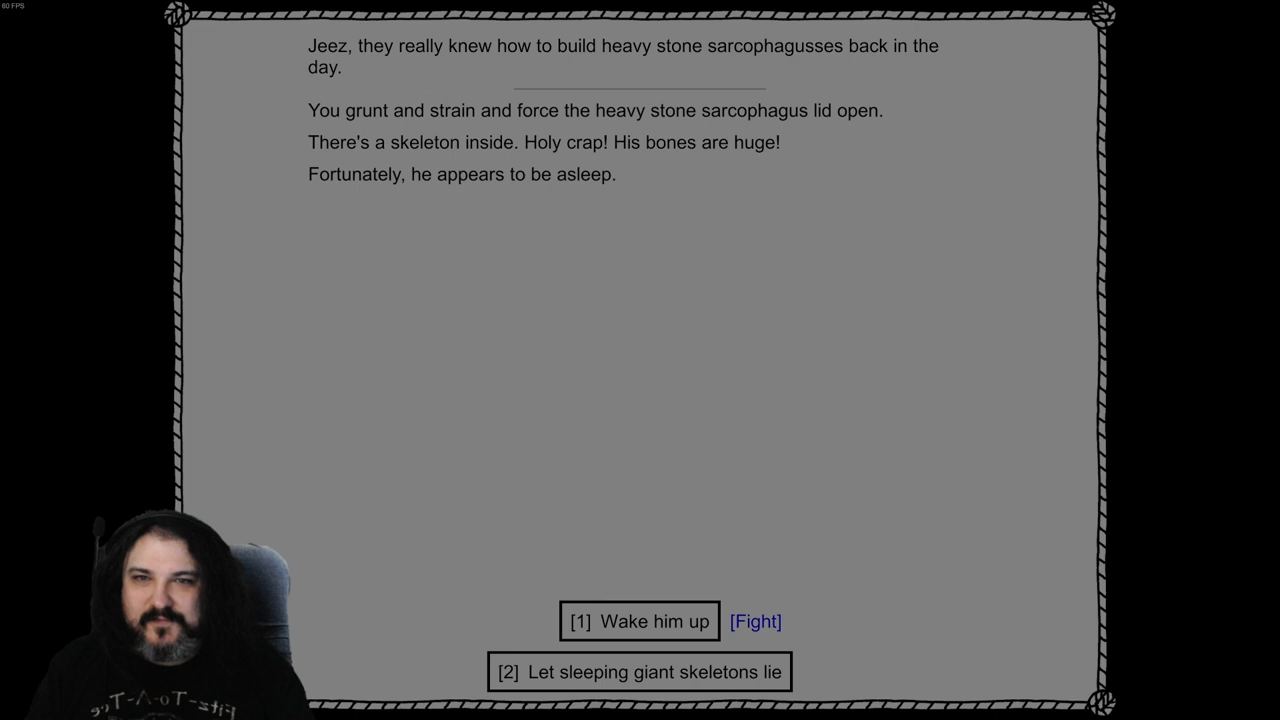 60 FPS
Jeez, they really knew how to build heavy stone sarcophagusses back in the
day.
You grunt and strain and force the heavy stone sarcophagus lid open.
There's a skeleton inside. Holy crap! His bones are huge!
Fortunately, he appears to be asleep.
[1] Wake him up [Fight]
[2] Let sleeping giant skeletons lie